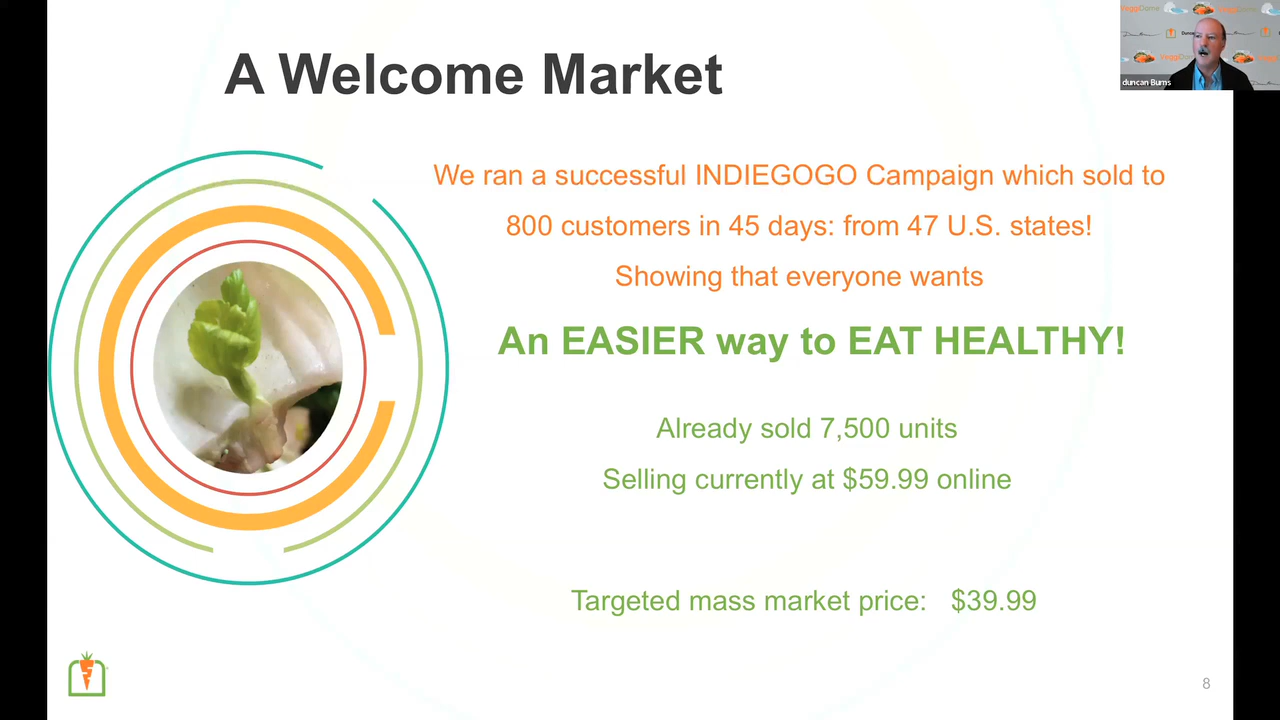 A Welcome Market
We ran a successful INDIEGOGO Campaign which sold to
800 customers in 45 days: from 47 U.S. states!
Showing that everyone wants
An EASIER way to EAT HEALTHY!
Already sold 7,500 units
Selling currently at $59.99 online
Targeted mass market price: $39.99
8
duncan Burns